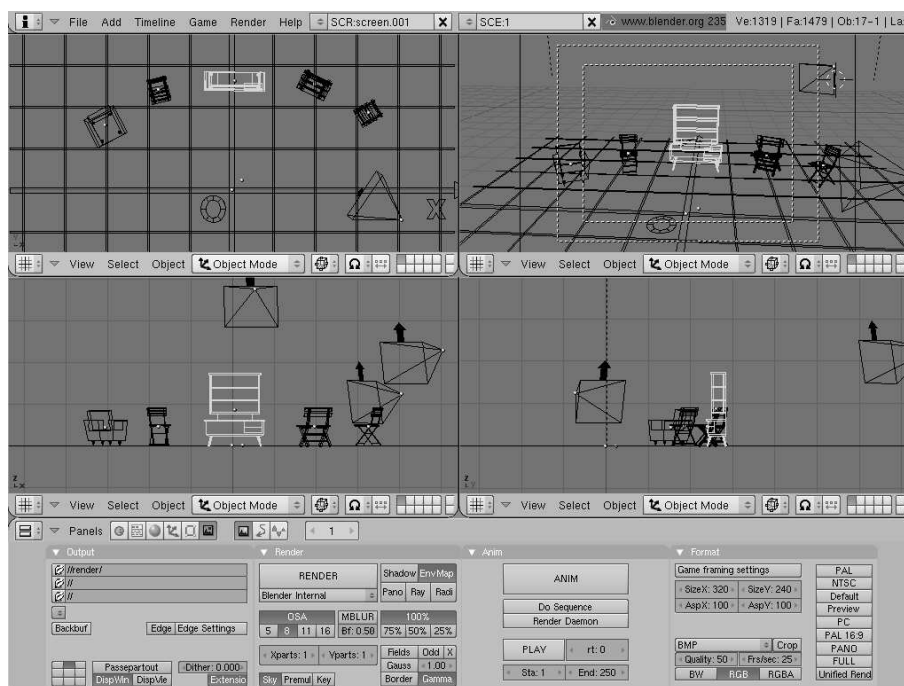 File Add Timeline Game Render Help SCR:screen.001 X SCE:1 X www.blender.org 235 Ve:1319 | Fa:1479 | Ob:17-1 | La:
X
View Select Object Object Mode
View Select Object Object Mode
z
x
z
View Select Object Object Mode
View Select Object Object Mode
Panels 1
Output
//render/
//
//
Backbuf Edge Edge Settings
Passepartout Dither: 0.000
DispWin DispVie Extensio
Render
RENDER
Blender Internal
Shadow EnvMap
Pano Ray Radi
OSA MBLUR 100%
5 8 11 16 Bf: 0.50 75% 50% 25%
Xparts: 1 Yparts: 1 Fields Odd X
Gauss 1.00
Sky Premul Key Border Gamma
Anim
ANIM
Do Sequence
Render Daemon
PLAY rt: 0
Sta: 1 End: 250
Format
Game framing settings
SizeX: 320 SizeY: 240
AspX: 100 AspY: 100
BMP Crop
Quality: 50 Frs/sec: 25
BW RGB RGBA
PAL
NTSC
Default
Preview
PC
PAL 16:9
PANO
FULL
Unified Rend